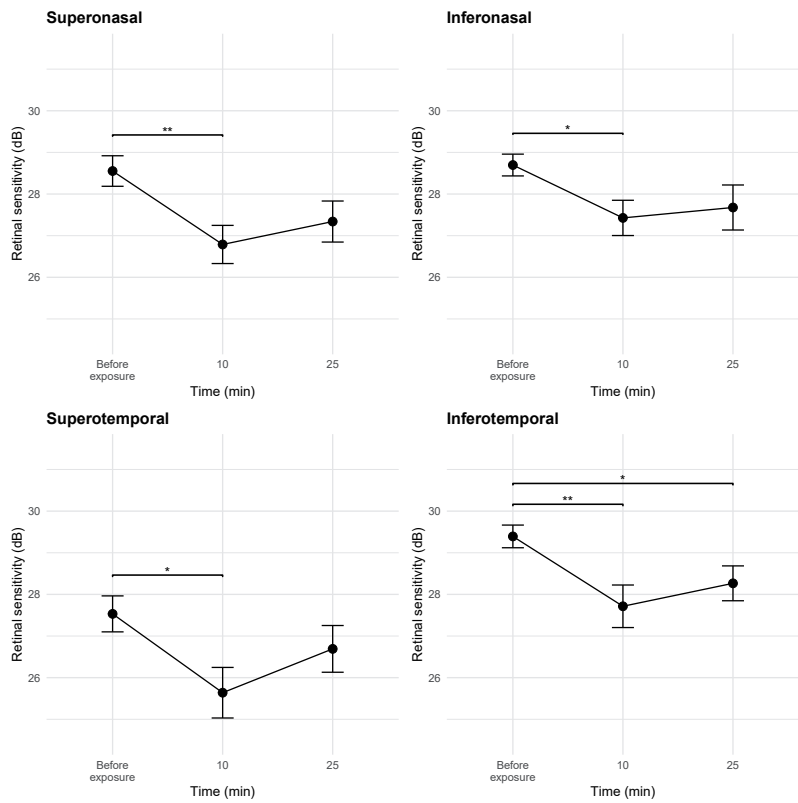 Superonasal
Retinal sensitivity (dB)
30
28
26
**
Before
exposure
10
25
Time (min)
Inferonasal
Retinal sensitivity (dB)
30
28
26
*
Before
exposure
10
25
Time (min)
Superotemporal
Retinal sensitivity (dB)
30
28
26
*
Before
exposure
10
25
Time (min)
Inferotemporal
Retinal sensitivity (dB)
30
28
26
*
**
Before
exposure
10
25
Time (min)